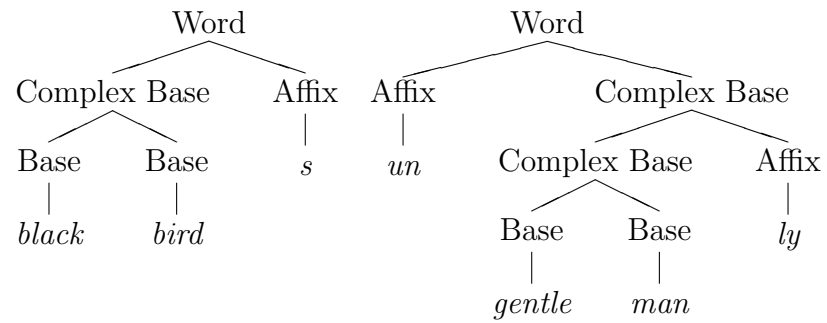 Word Word
Complex Base Affix Affix Complex Base
Base Base s un Complex Base Affix
black bird Base Base ly
gentle man